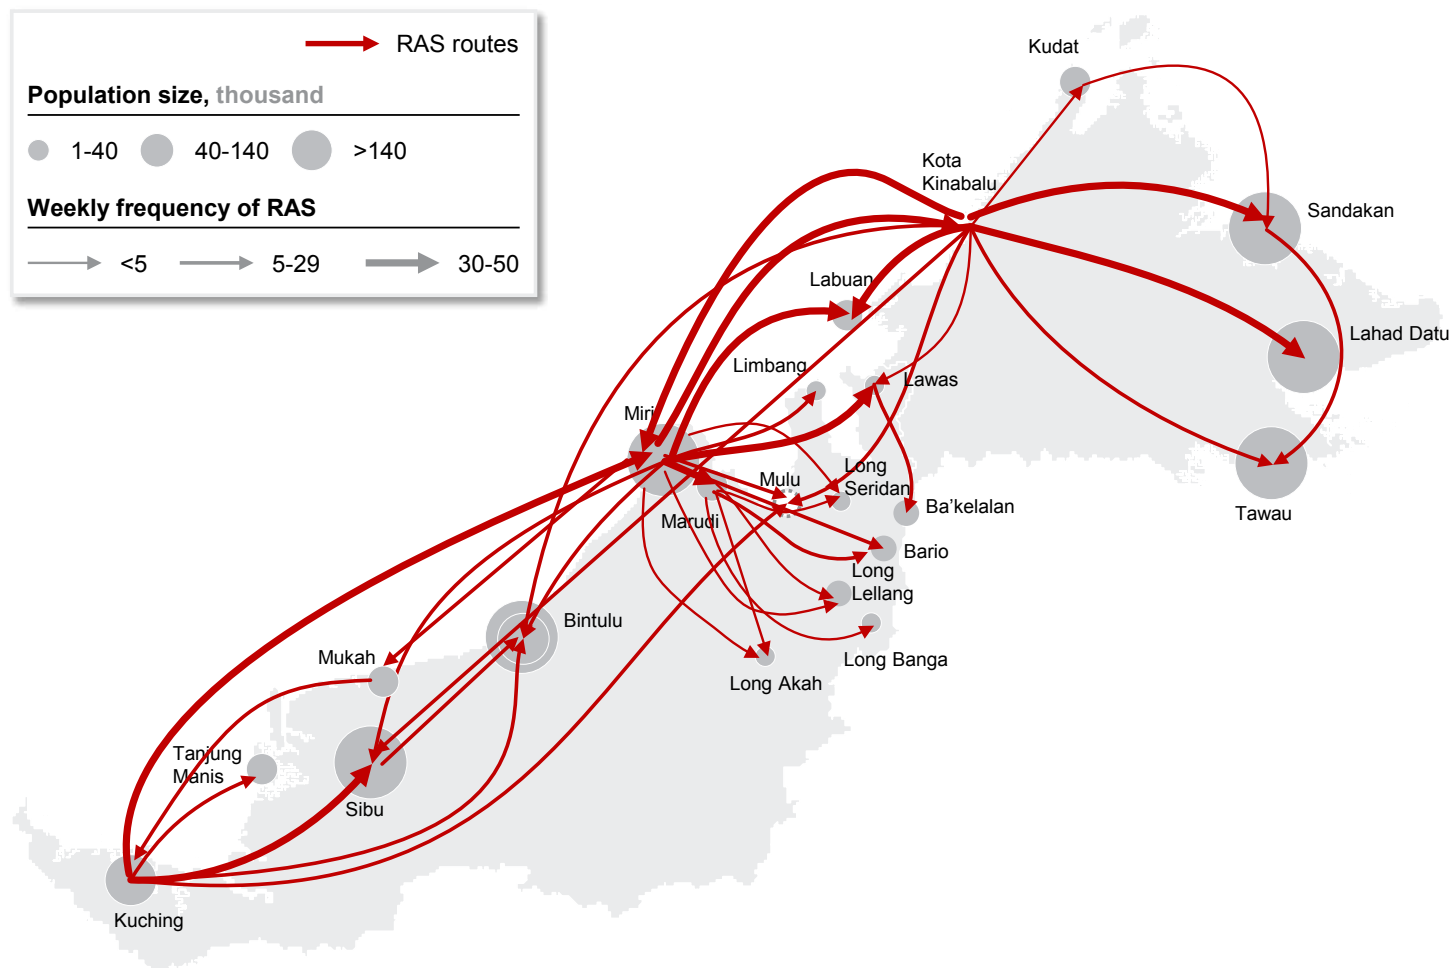 RAS routes
Population size, thousand
1-40
40-140
>140
Weekly frequency of RAS
<5
5-29
30-50
Kudat
Kota
Kinabalu
Sandakan
Labuan
Lahad Datu
Limbang
Lawas
Miri
Mulu
Long
Seridan
Marudi
Ba'kelalan
Tawau
Bario
Long
Lellang
Bintulu
Mukah
Long Banga
Long Akah
Tanjung
Manis
Sibu
Kuching